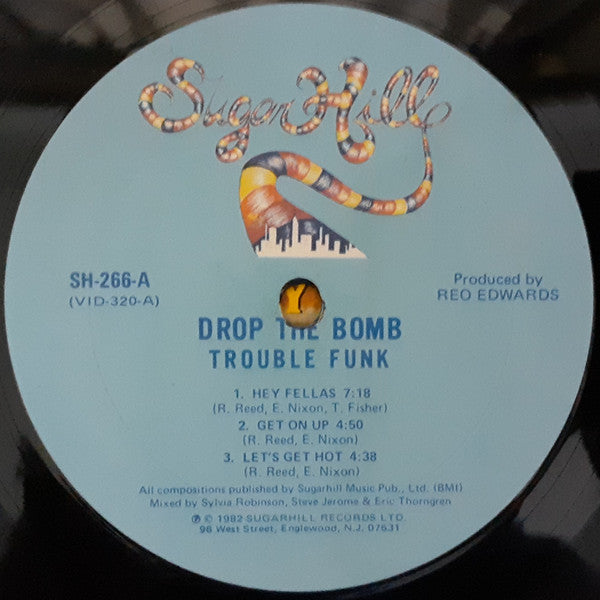 Sugar Hill
SH-266-A
(VID-320-A)
Produced by
REO EDWARDS
Y
DROP THE BOMB
TROUBLE FUNK
1. HEY FELLAS 7:18
(R. Reed, E. Nixon, T. Fisher)
2. GET ON UP 4:50
(R. Reed, E. Nixon)
3. LET'S GET HOT 4:38
(R. Reed, E. Nixon)
All compositions published by Sugarhill Music Pub., Ltd. (BMI)
Mixed by Sylvia Robinson, Steve Jerome & Eric Thorngren
℗ © 1982 SUGARHILL RECORDS LTD.
96 West Street, Englewood, N.J. 07631